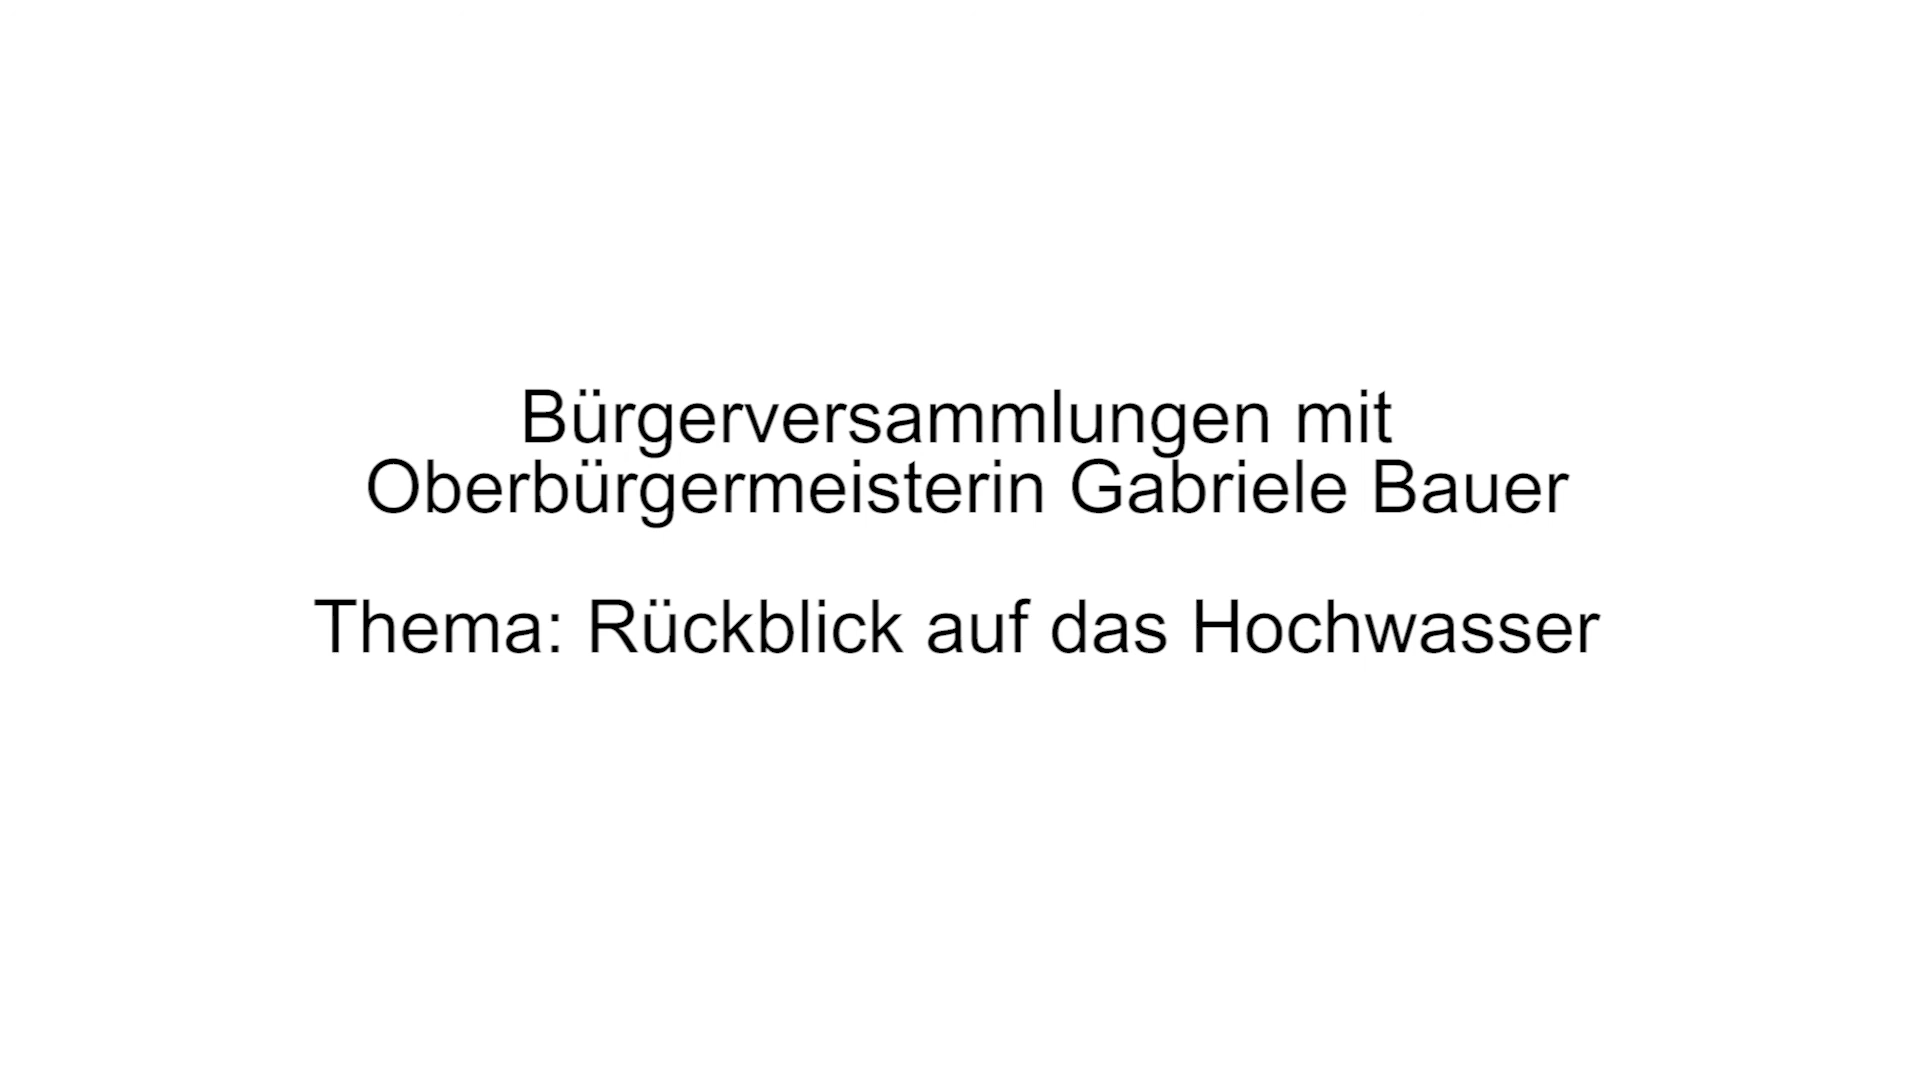 Bürgerversammlungen mit
Oberbürgermeisterin Gabriele Bauer
Thema: Rückblick auf das Hochwasser